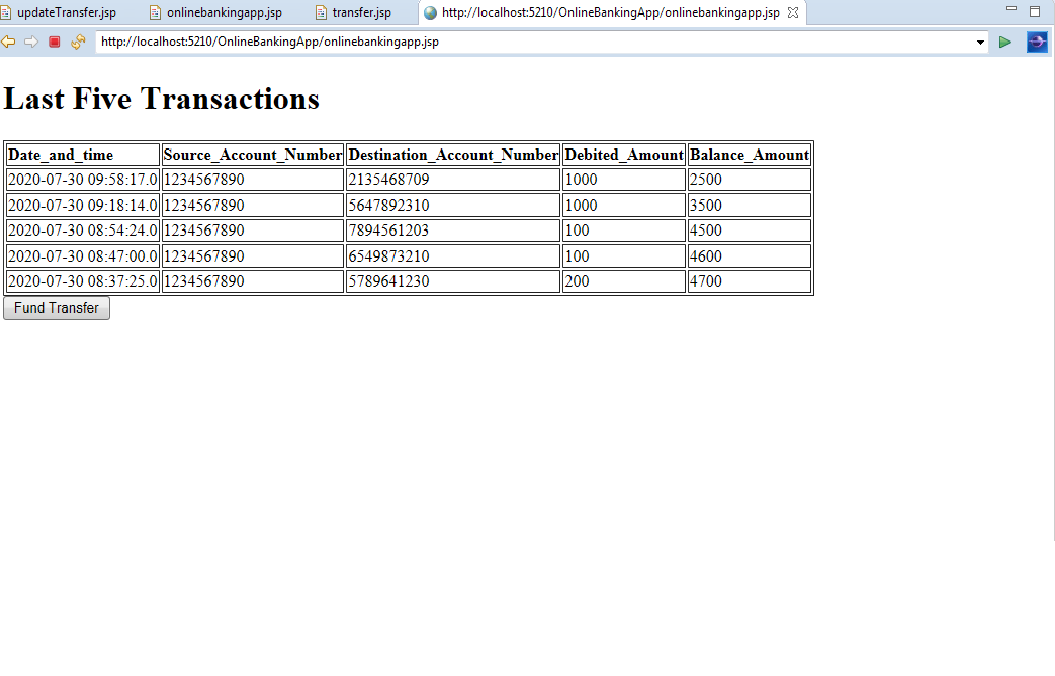 updateTransfer.jsp onlinebankingapp.jsp transfer.jsp http://localhost:5210/OnlineBankingApp/onlinebankingapp.jsp
http://localhost:5210/OnlineBankingApp/onlinebankingapp.jsp
Last Five Transactions
Date_and_time Source_Account_Number Destination_Account_Number Debited_Amount Balance_Amount
2020-07-30 09:58:17.0 1234567890 2135468709 1000 2500
2020-07-30 09:18:14.0 1234567890 5647892310 1000 3500
2020-07-30 08:54:24.0 1234567890 7894561203 100 4500
2020-07-30 08:47:00.0 1234567890 6549873210 100 4600
2020-07-30 08:37:25.0 1234567890 5789641230 200 4700
Fund Transfer